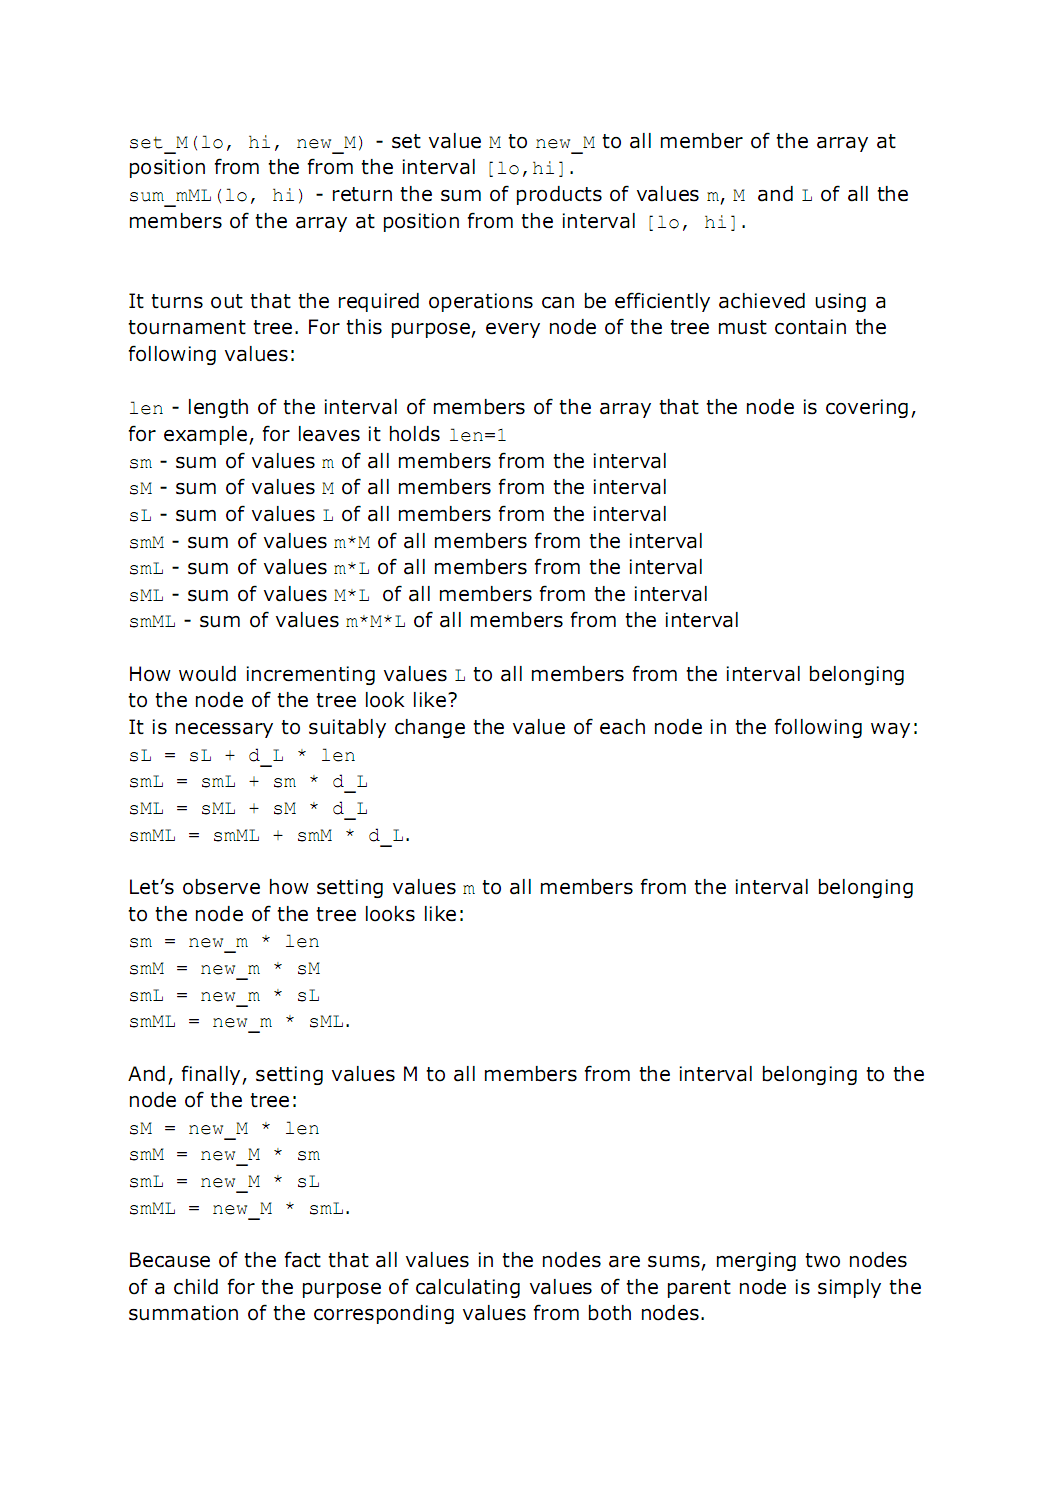 set_M(lo, hi, new_M) - set value M to new_M to all member of the array at
position from the from the interval [lo,hi].
sum_mML(lo, hi) - return the sum of products of values m, M and L of all the
members of the array at position from the interval [lo, hi].
It turns out that the required operations can be efficiently achieved using a
tournament tree. For this purpose, every node of the tree must contain the
following values:
len - length of the interval of members of the array that the node is covering,
for example, for leaves it holds len=1
sm - sum of values m of all members from the interval
sM - sum of values M of all members from the interval
sL - sum of values L of all members from the interval
smM - sum of values m*M of all members from the interval
smL - sum of values m*L of all members from the interval
sML - sum of values M*L of all members from the interval
smML - sum of values m*M*L of all members from the interval
How would incrementing values L to all members from the interval belonging
to the node of the tree look like?
It is necessary to suitably change the value of each node in the following way:
sL = sL + d_L * len
smL = smL + sm * d_L
sML = sML + sM * d_L
smML = smML + smM * d_L.
Let’s observe how setting values m to all members from the interval belonging
to the node of the tree looks like:
sm = new_m * len
smM = new_m * sM
smL = new_m * sL
smML = new_m * sML.
And, finally, setting values M to all members from the interval belonging to the
node of the tree:
sM = new_M * len
smM = new_M * sm
smL = new_M * sL
smML = new_M * smL.
Because of the fact that all values in the nodes are sums, merging two nodes
of a child for the purpose of calculating values of the parent node is simply the
summation of the corresponding values from both nodes.